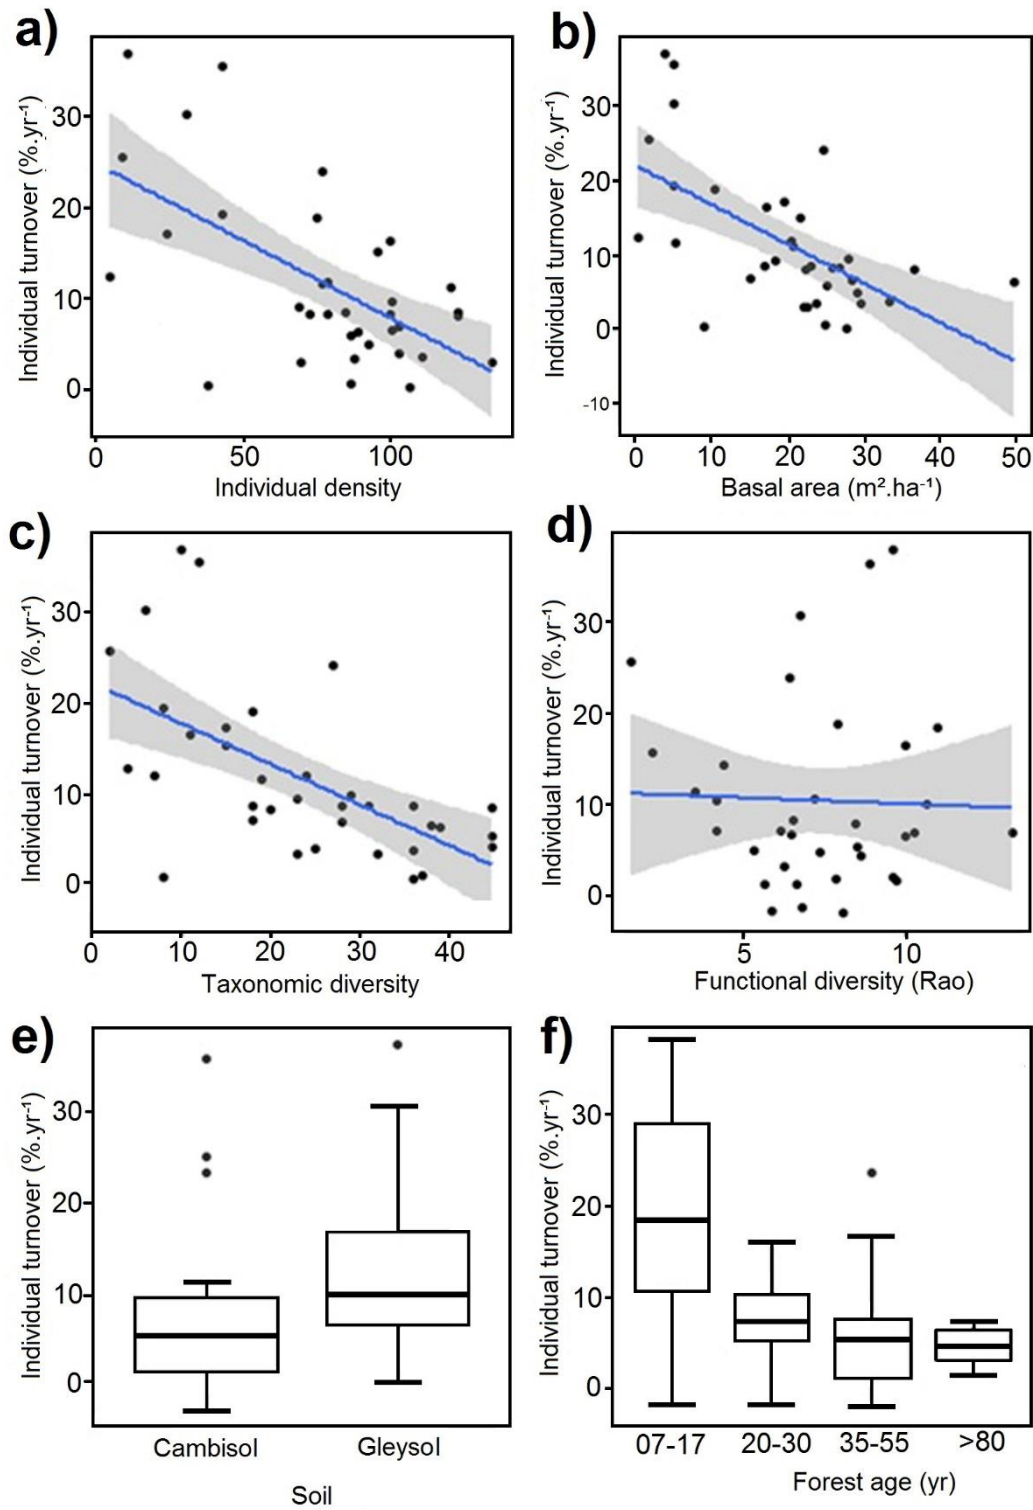 a)
Individual turnover (%.yr⁻¹)
30
20
10
0
0 50 100
Individual density
b)
Individual turnover (%.yr⁻¹)
30
20
10
0
-10
0 10 20 30 40 50
Basal area (m².ha⁻¹)
c)
Individual turnover (%.yr⁻¹)
30
20
10
0
0 10 20 30 40
Taxonomic diversity
d)
Individual turnover (%.yr⁻¹)
30
20
10
0
5 10
Functional diversity (Rao)
e)
Individual turnover (%.yr⁻¹)
30
20
10
0
Cambisol Gleysol
Soil
f)
Individual turnover (%.yr⁻¹)
30
20
10
0
07-17 20-30 35-55 >80
Forest age (yr)